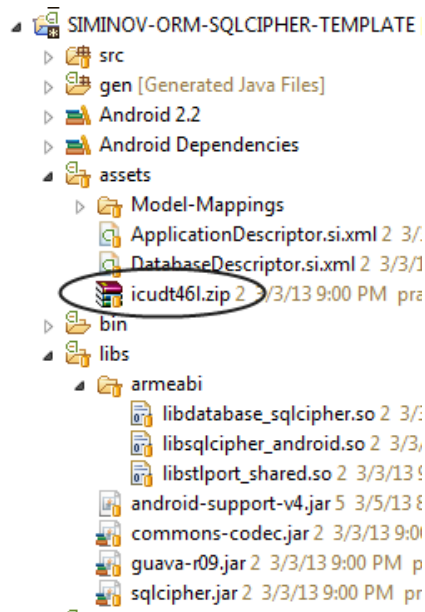 SIMINOV-ORM-SQLCIPHER-TEMPLATE
src
gen [Generated Java Files]
Android 2.2
Android Dependencies
assets
Model-Mappings
ApplicationDescriptor.si.xml 2 3/
DatabaseDescriptor.si.xml 2 3/3/1
icudt46l.zip 2 3/3/13 9:00 PM pra
bin
libs
armeabi
libdatabase_sqlcipher.so 2 3/3
libsqlcipher_android.so 2 3/3/
libstlport_shared.so 2 3/3/13 9
android-support-v4.jar 5 3/5/13 8
commons-codec.jar 2 3/3/13 9:00
guava-r09.jar 2 3/3/13 9:00 PM p
sqlcipher.jar 2 3/3/13 9:00 PM pr